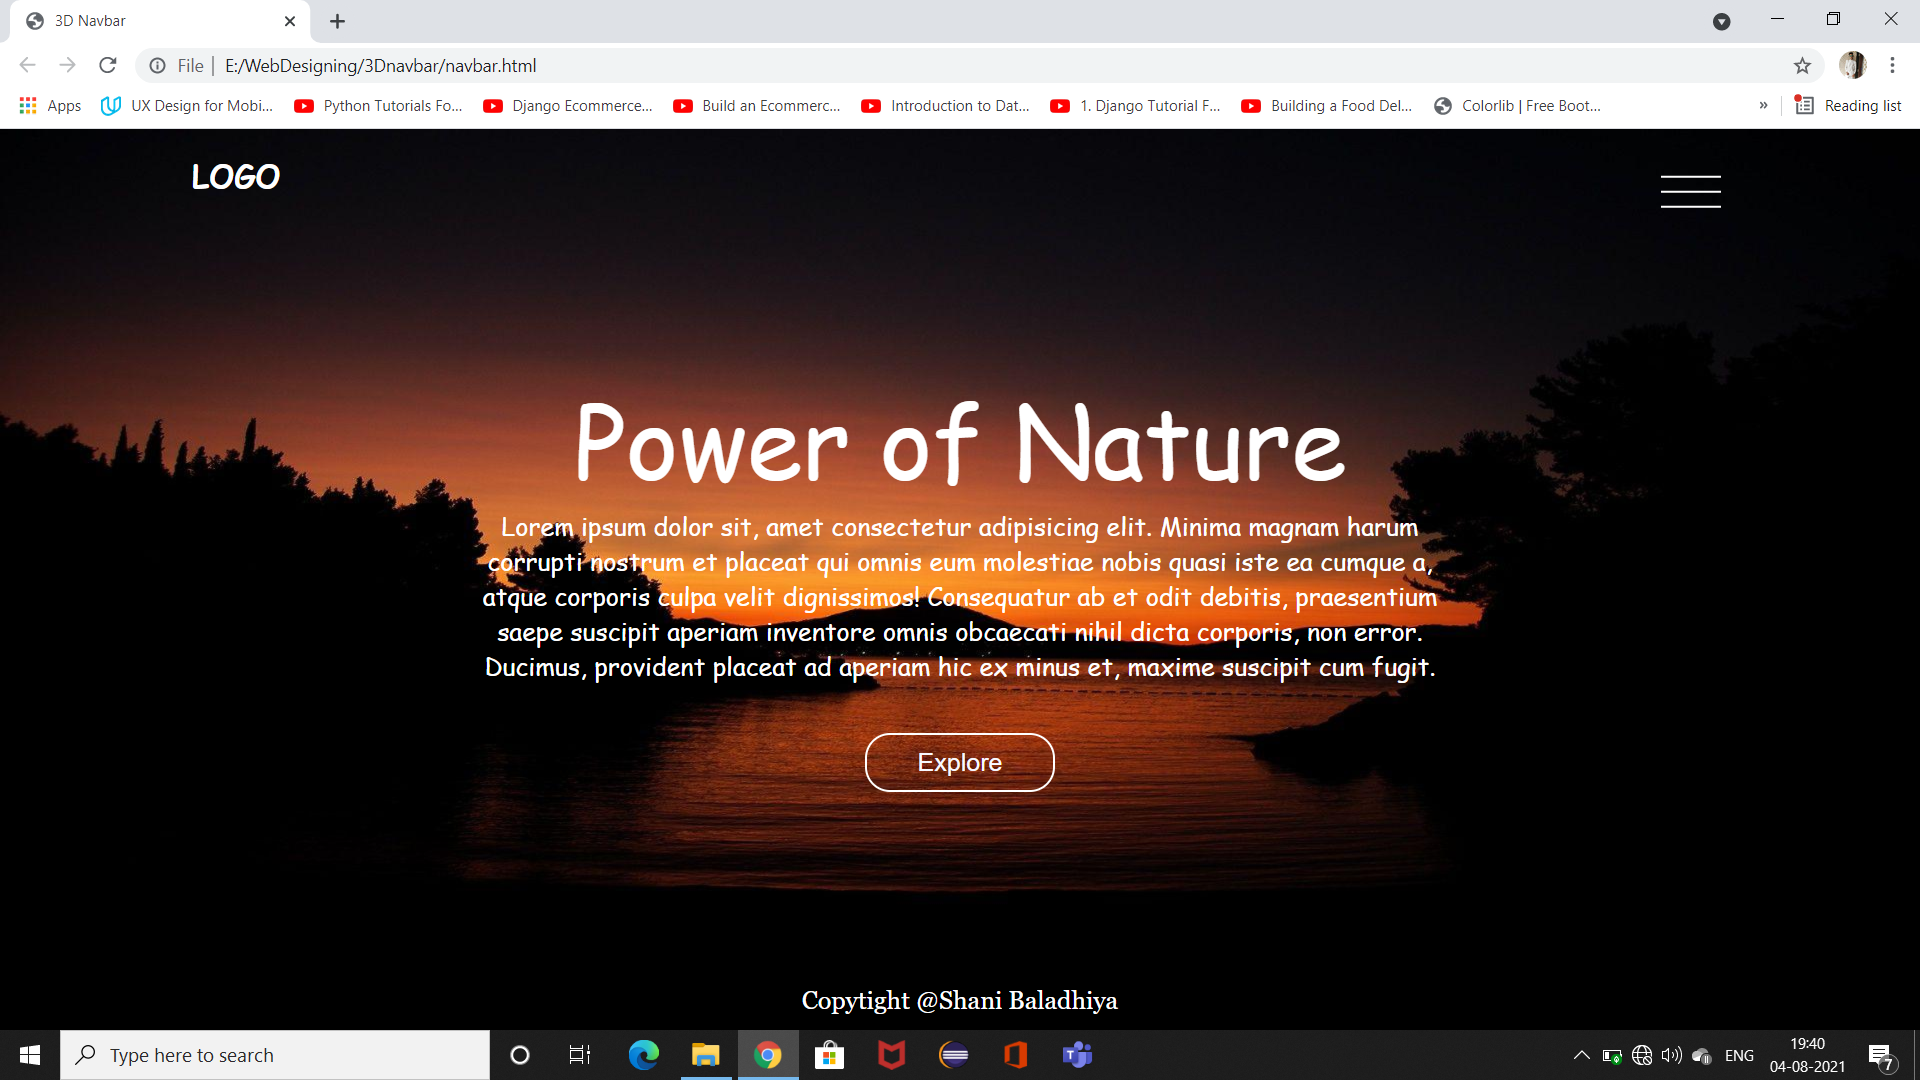 3D Navbar
File | E:/WebDesigning/3Dnavbar/navbar.html
Apps UX Design for Mobi... Python Tutorials Fo... Django Ecommerce... Build an Ecommerc... Introduction to Dat... 1. Django Tutorial F... Building a Food Del... Colorlib | Free Boot... » Reading list
LOGO
Power of Nature
Lorem ipsum dolor sit, amet consectetur adipisicing elit. Minima magnam harum
corrupti nostrum et placeat qui omnis eum molestiae nobis quasi iste ea cumque a,
atque corporis culpa velit dignissimos! Consequatur ab et odit debitis, praesentium
saepe suscipit aperiam inventore omnis obcaecati nihil dicta corporis, non error.
Ducimus, provident placeat ad aperiam hic ex minus et, maxime suscipit cum fugit.
Explore
Copytight @Shani Baladhiya
Type here to search
ENG
19:40
04-08-2021
7